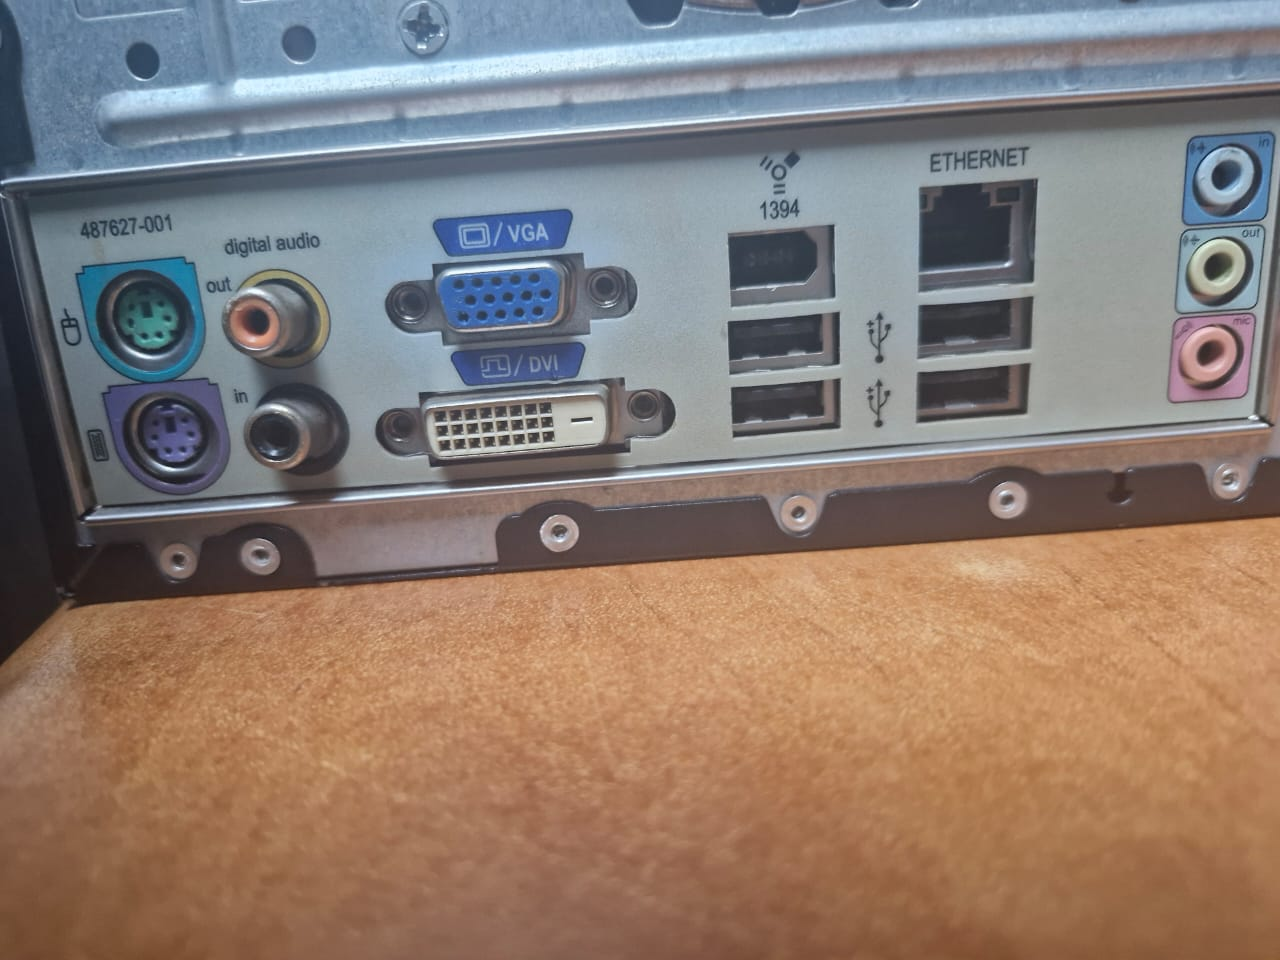 487627-001
digital audio
out
in
/ VGA
/ DVI
1394
ETHERNET
in
out
mic